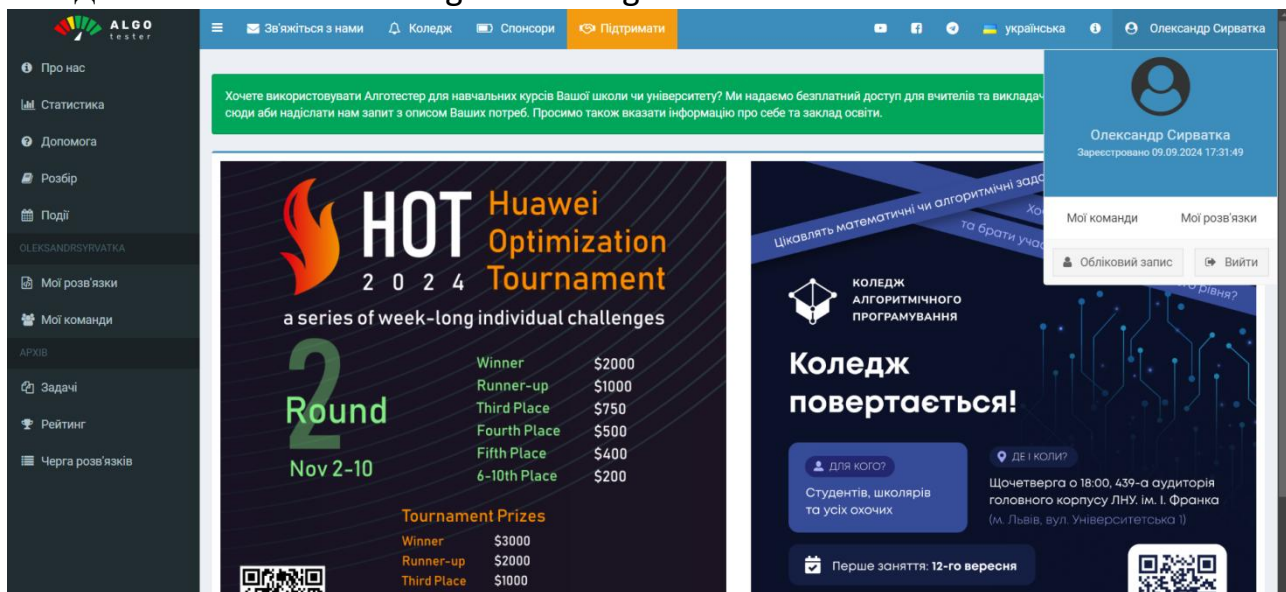 ALGO
tester
Зв'яжіться з нами
Коледж
Спонсори
Підтримати
українська
Олександр Сирватка
Про нас
Статистика
Допомога
Розбір
Події
OLEKSANDRSYRVATKA
Мої розв'язки
Мої команди
АРХІВ
Задачі
Рейтинг
Черга розв'язків
Хочете використовувати Алготестер для навчальних курсів Вашої школи чи університету? Ми надаємо безплатний доступ для вчителів та викладач
сюди аби надіслати нам запит з описом Ваших потреб. Просимо також вказати інформацію про себе та заклад освіти.
Олександр Сирватка
Зареєстровано 09.09.2024 17:31:49
Мої команди
Мої розв'язки
Обліковий запис
Вийти
HOT
2024
Huawei
Optimization
Tournament
a series of week-long individual challenges
2
Round
Nov 2-10
Winner $2000
Runner-up $1000
Third Place $750
Fourth Place $500
Fifth Place $400
6-10th Place $200
Tournament Prizes
Winner $3000
Runner-up $2000
Third Place $1000
Цікавлять математичні чи алгоритмічні
та брати
рівня?
КОЛЕДЖ
АЛГОРИТМІЧНОГО
ПРОГРАМУВАННЯ
Коледж
повертається!
ДЛЯ КОГО?
Студентів, школярів
та усіх охочих
ДЕ І КОЛИ?
Щочетверга о 18:00, 439-а аудиторія
головного корпусу ЛНУ. ім. І. Франка
(м. Львів, вул. Університетська 1)
Перше заняття: 12-го вересня